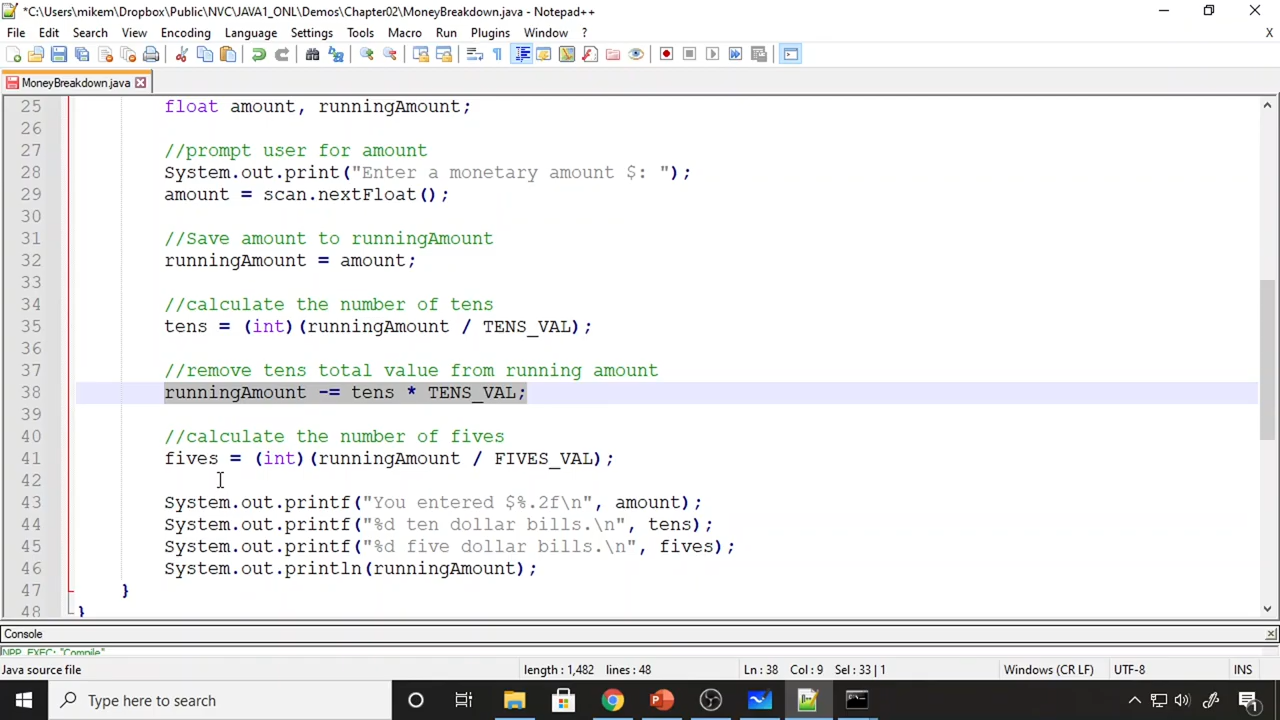 *C:\Users\mikem\Dropbox\Public\NVC\JAVA1_ONL\Demos\Chapter02\MoneyBreakdown.java - Notepad++
File Edit Search View Encoding Language Settings Tools Macro Run Plugins Window ? X
MoneyBreakdown.java
25 float amount, runningAmount;
26
27 //prompt user for amount
28 System.out.print("Enter a monetary amount $: ");
29 amount = scan.nextFloat();
30
31 //Save amount to runningAmount
32 runningAmount = amount;
33
34 //calculate the number of tens
35 tens = (int)(runningAmount / TENS_VAL);
36
37 //remove tens total value from running amount
38 runningAmount -= tens * TENS_VAL;
39
40 //calculate the number of fives
41 fives = (int)(runningAmount / FIVES_VAL);
42
43 System.out.printf("You entered $%.2f\n", amount);
44 System.out.printf("%d ten dollar bills.\n", tens);
45 System.out.printf("%d five dollar bills.\n", fives);
46 System.out.println(runningAmount);
47 }
48 }
Console
NPP_EXEC: "Compile"
Java source file length : 1,482 lines : 48 Ln : 38 Col : 9 Sel : 33 | 1 Windows (CR LF) UTF-8 INS
Type here to search
1